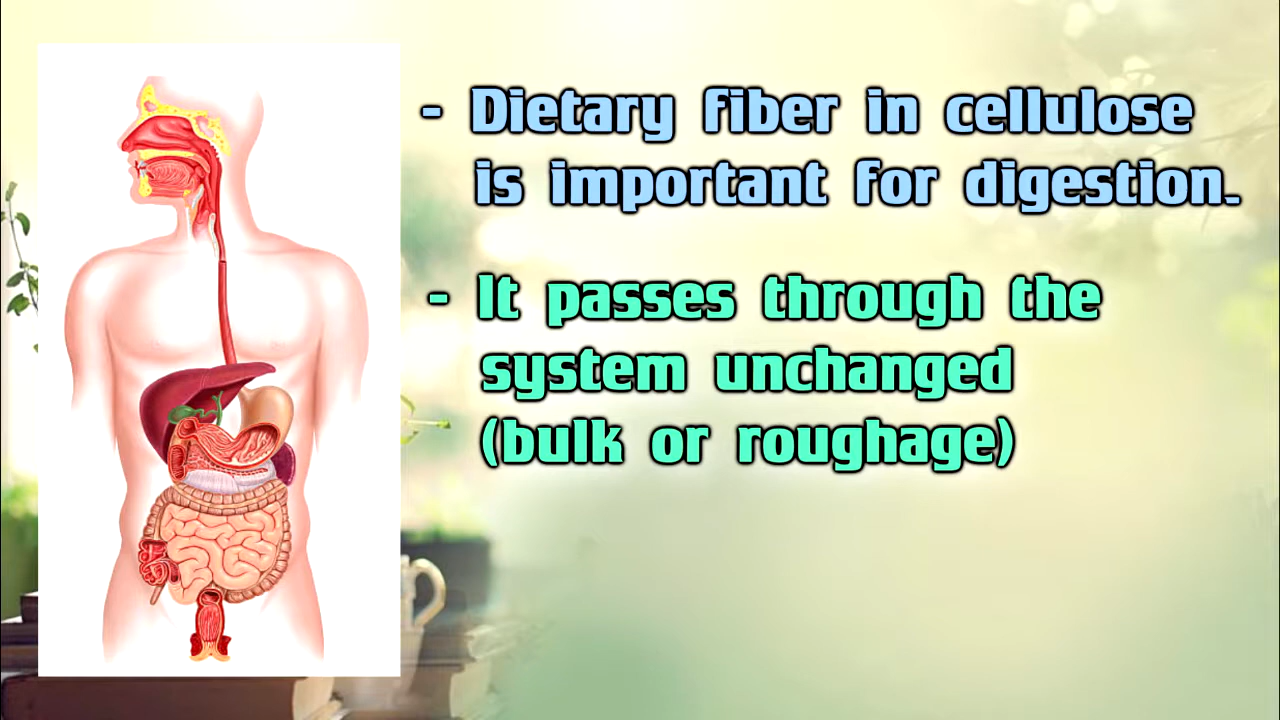 - Dietary fiber in cellulose
is important for digestion.
- It passes through the
system unchanged
(bulk or roughage)